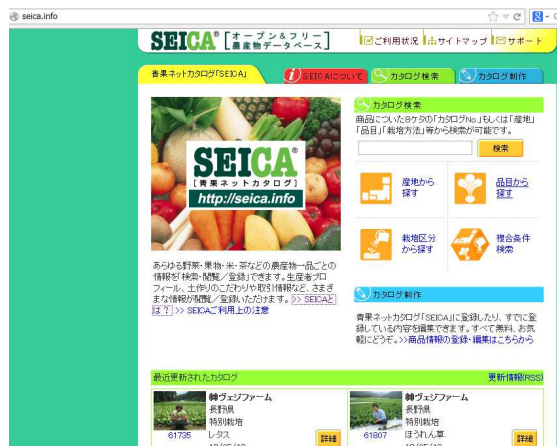 seica.info
SEICA® [オープン&フリー 農産物データベース]
ご利用状況 サイトマップ サポート
青果ネットカタログ「SEICA」 SEICAについて カタログ検索 カタログ制作
SEICA®
[青果ネットカタログ]
http://seica.info
あらゆる野菜・果物・米・茶などの農産物一品ごとの
情報を「検索・閲覧/登録」できます。生産者プロ
フィール、土作りのこだわりや取引情報など、さまざ
まな情報が閲覧/登録いただけます。>> SEICAと
は? >> SEICAご利用上の注意
カタログ検索
商品についた8ケタの「カタログNo.」もしくは「産地」
「品目」「栽培方法」等から検索が可能です。
検索
産地から
探す
品目から
探す
栽培区分
から探す
複合条件
検索
カタログ制作
青果ネットカタログ「SEICA」に登録したり、すでに登
録している内容を編集できます。すべて無料、お気
軽にどうぞ。>>商品情報の登録・編集はこちらから
最近更新されたカタログ 更新情報(RSS)
㈱ヴェジファーム
長野県
特別栽培
61735 レタス 詳細
㈱ヴェジファーム
長野県
特別栽培
61807 ほうれん草 詳細